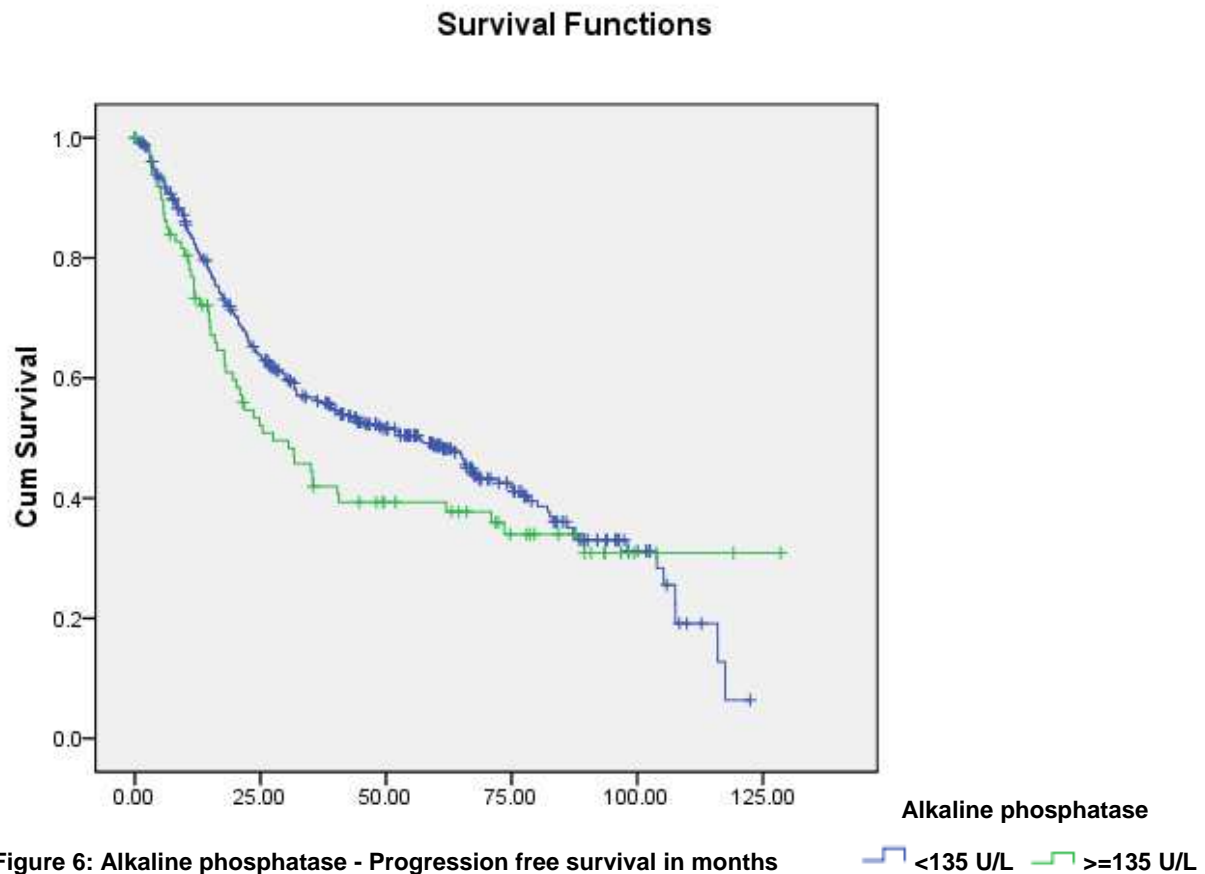 Survival Functions
Cum Survival
1.0
0.8
0.6
0.4
0.2
0.0
0.00 25.00 50.00 75.00 100.00 125.00
Alkaline phosphatase
<135 U/L >=135 U/L
Figure 6: Alkaline phosphatase - Progression free survival in months